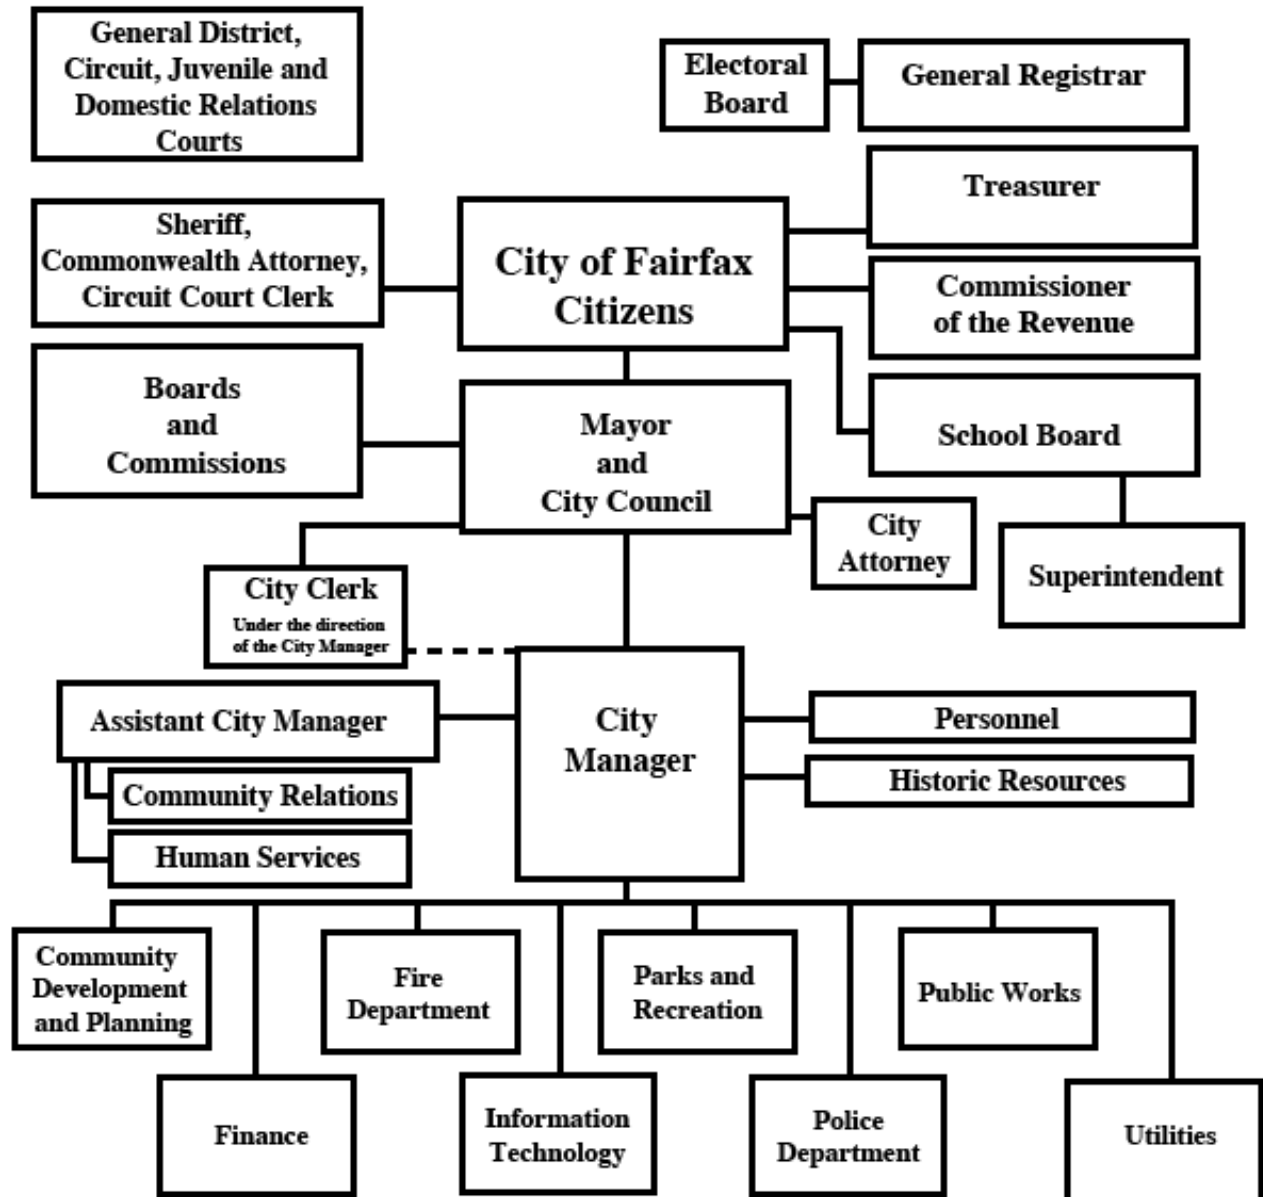 General District,
Circuit, Juvenile and
Domestic Relations
Courts
Electoral
Board
General Registrar
Treasurer
Sheriff,
Commonwealth Attorney,
Circuit Court Clerk
City of Fairfax
Citizens
Commissioner
of the Revenue
Boards
and
Commissions
Mayor
and
City Council
School Board
City
Attorney
Superintendent
City Clerk
Under the direction
of the City Manager
Assistant City Manager
City
Manager
Personnel
Historic Resources
Community Relations
Human Services
Community
Development
and Planning
Fire
Department
Parks and
Recreation
Public Works
Finance
Information
Technology
Police
Department
Utilities